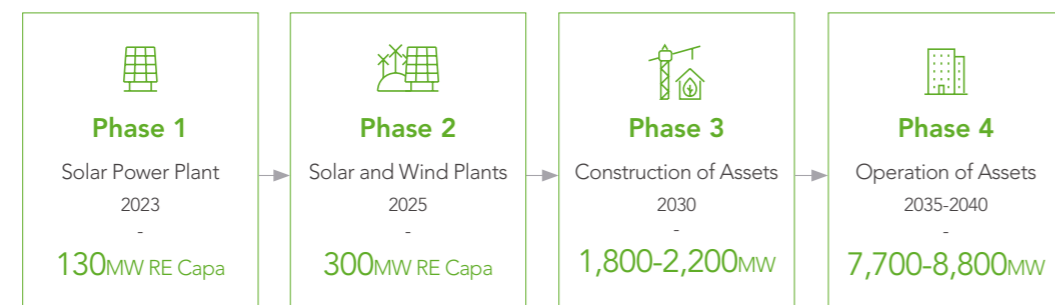 Phase 1
Solar Power Plant
2023
-
130MW RE Capa
Phase 2
Solar and Wind Plants
2025
-
300MW RE Capa
Phase 3
Construction of Assets
2030
-
1,800-2,200MW
Phase 4
Operation of Assets
2035-2040
-
7,700-8,800MW